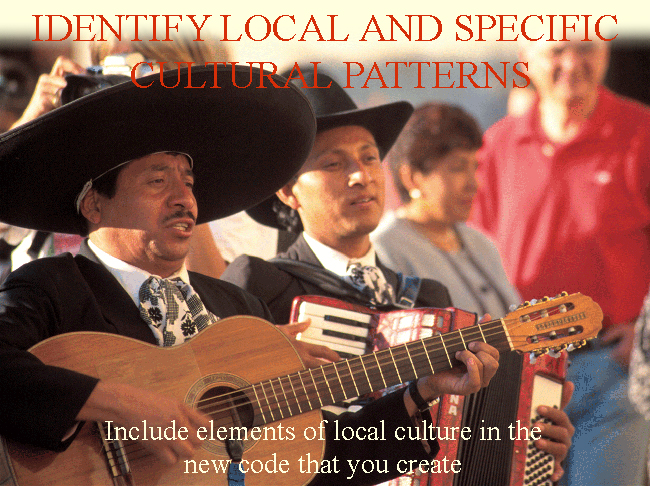 IDENTIFY LOCAL AND SPECIFIC
CULTURAL PATTERNS
Include elements of local culture in the
new code that you create